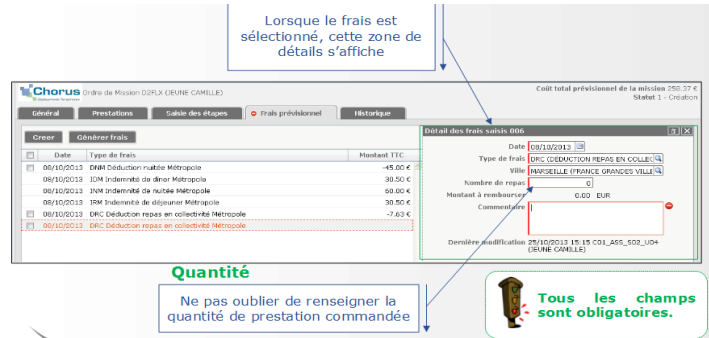 Lorsque le frais est
sélectionné, cette zone de
détails s’affiche
Chorus Ordre de Mission D2FLX (JEUNE CAMILLE)
Coût total prévisionnel de la mission 258.37 €
Statut 1 - Création
Général Prestations Saisie des étapes Frais prévisionnel Historique
Creer Générer frais
Date Type de frais Montant TTC
08/10/2013 DNM Déduction nuitée Métropole -45.00 €
08/10/2013 IDM Indemnité de diner Métropole 30.50 €
08/10/2013 INM Indemnité de nuitée Métropole 60.00 €
08/10/2013 IRM Indemnité de déjeuner Métropole 30.50 €
08/10/2013 DRC Déduction repas en collectivité Métropole -7.63 €
08/10/2013 DRC Déduction repas en collectivité Métropole
Détail des frais saisis 006
Date 08/10/2013
Type de frais DRC (DÉDUCTION REPAS EN COLLEC
Ville MARSEILLE (FRANCE GRANDES VILLE
Nombre de repas 0
Montant à rembourser 0.00 EUR
Commentaire
Dernière modification 25/10/2013 15:15 C01_ASS_S02_U04
(JEUNE CAMILLE)
Quantité
Ne pas oublier de renseigner la
quantité de prestation commandée
Tous les champs
sont obligatoires.